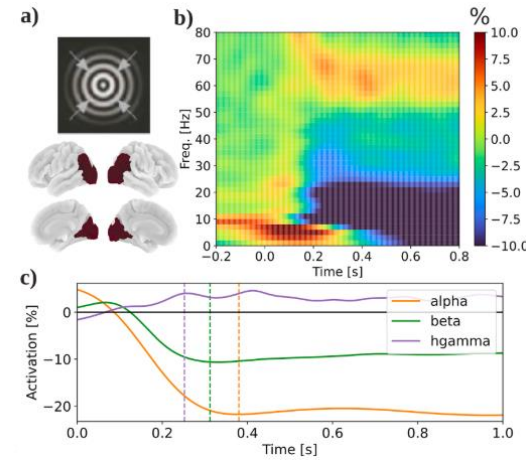 a)
b)
%
Freq. [Hz]
80
70
60
50
40
30
20
10
0
−0.2 0.0 0.2 0.4 0.6 0.8
Time [s]
10.0
7.5
5.0
2.5
0.0
−2.5
−5.0
−7.5
−10.0
c)
Activation [%]
0
−10
−20
alpha
beta
hgamma
0.0 0.2 0.4 0.6 0.8 1.0
Time [s]